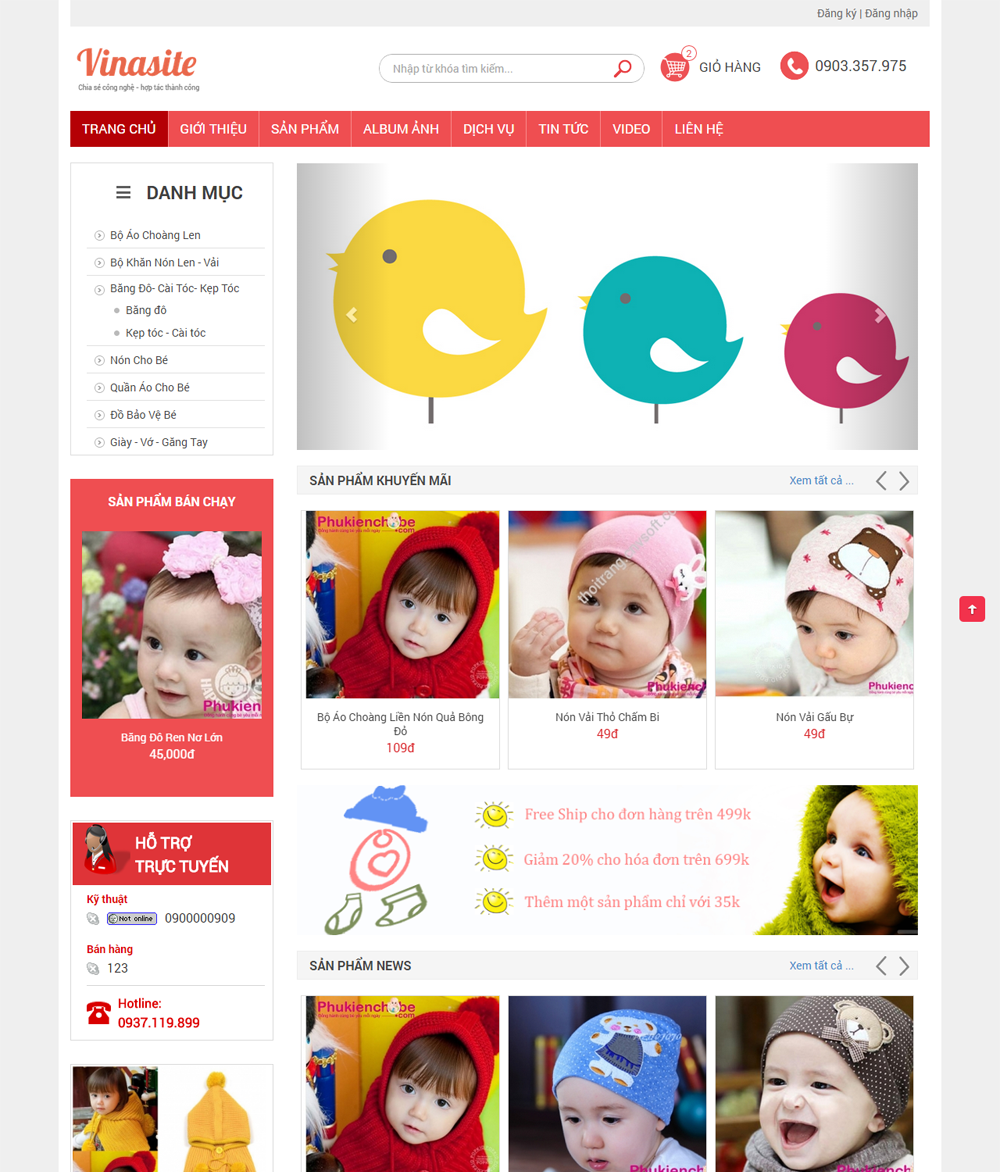 Đăng ký | Đăng nhập
Vinasite
Chia sẻ công nghệ - hợp tác thành công
Nhập từ khóa tìm kiếm...
2
GIỎ HÀNG
0903.357.975
TRANG CHỦ
GIỚI THIỆU
SẢN PHẨM
ALBUM ẢNH
DỊCH VỤ
TIN TỨC
VIDEO
LIÊN HỆ
DANH MỤC
Bộ Áo Choàng Len
Bộ Khăn Nón Len - Vải
Băng Đô- Cài Tóc- Kẹp Tóc
Băng đô
Kẹp tóc - Cài tóc
Nón Cho Bé
Quần Áo Cho Bé
Đồ Bảo Vệ Bé
Giày - Vớ - Găng Tay
SẢN PHẨM BÁN CHẠY
Phukien
Băng Đô Ren Nơ Lớn
45,000đ
HỖ TRỢ
TRỰC TUYẾN
Kỹ thuật
Not online
0900000909
Bán hàng
123
Hotline:
0937.119.899
SẢN PHẨM KHUYẾN MÃI
Xem tất cả ...
Phukienchobe
.com
Phukienc
Phukienc
Bộ Áo Choàng Liền Nón Quả Bông
Đỏ
109đ
Nón Vải Thỏ Chấm Bi
49đ
Nón Vải Gấu Bự
49đ
Free Ship cho đơn hàng trên 499k
Giảm 20% cho hóa đơn trên 699k
Thêm một sản phẩm chỉ với 35k
SẢN PHẨM NEWS
Xem tất cả ...
Phukienchobe
.com
Phukienc
Phukienc